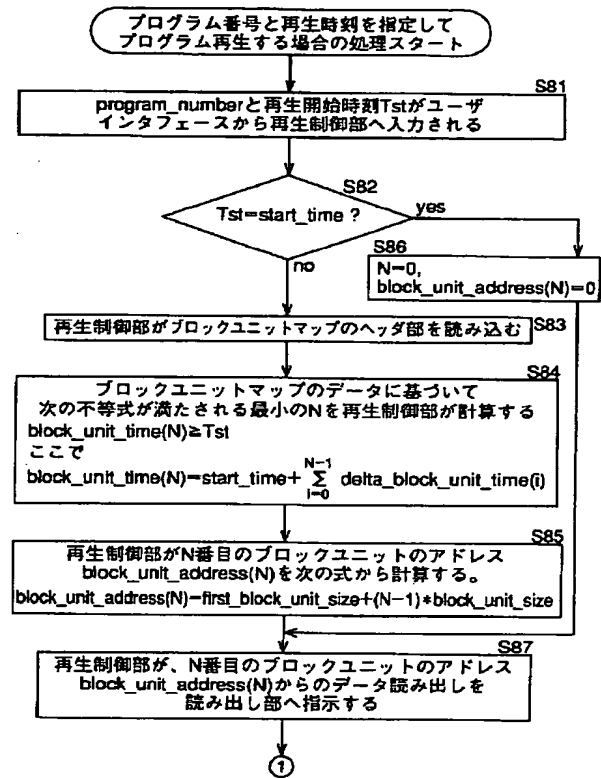 プログラム番号と再生時刻を指定して
プログラム再生する場合の処理スタート
S81
program_numberと再生開始時刻Tstがユーザ
インタフェースから再生制御部へ入力される
S82
Tst=start_time ?
yes
no
S86
N=0,
block_unit_address(N)=0
再生制御部がブロックユニットマップのヘッダ部を読み込む
S83
S84
ブロックユニットマップのデータに基づいて
次の不等式が満たされる最小のNを再生制御部が計算する
block_unit_time(N)≧Tst
ここで
block_unit_time(N)=start_time+ N-1 Σ i=0 delta_block_unit_time(i)
S85
再生制御部がN番目のブロックユニットのアドレス
block_unit_address(N)を次の式から計算する。
block_unit_address(N)=first_block_unit_size+(N-1)*block_unit_size
S87
再生制御部が、N番目のブロックユニットのアドレス
block_unit_address(N)からのデータ読み出しを
読み出し部へ指示する
①